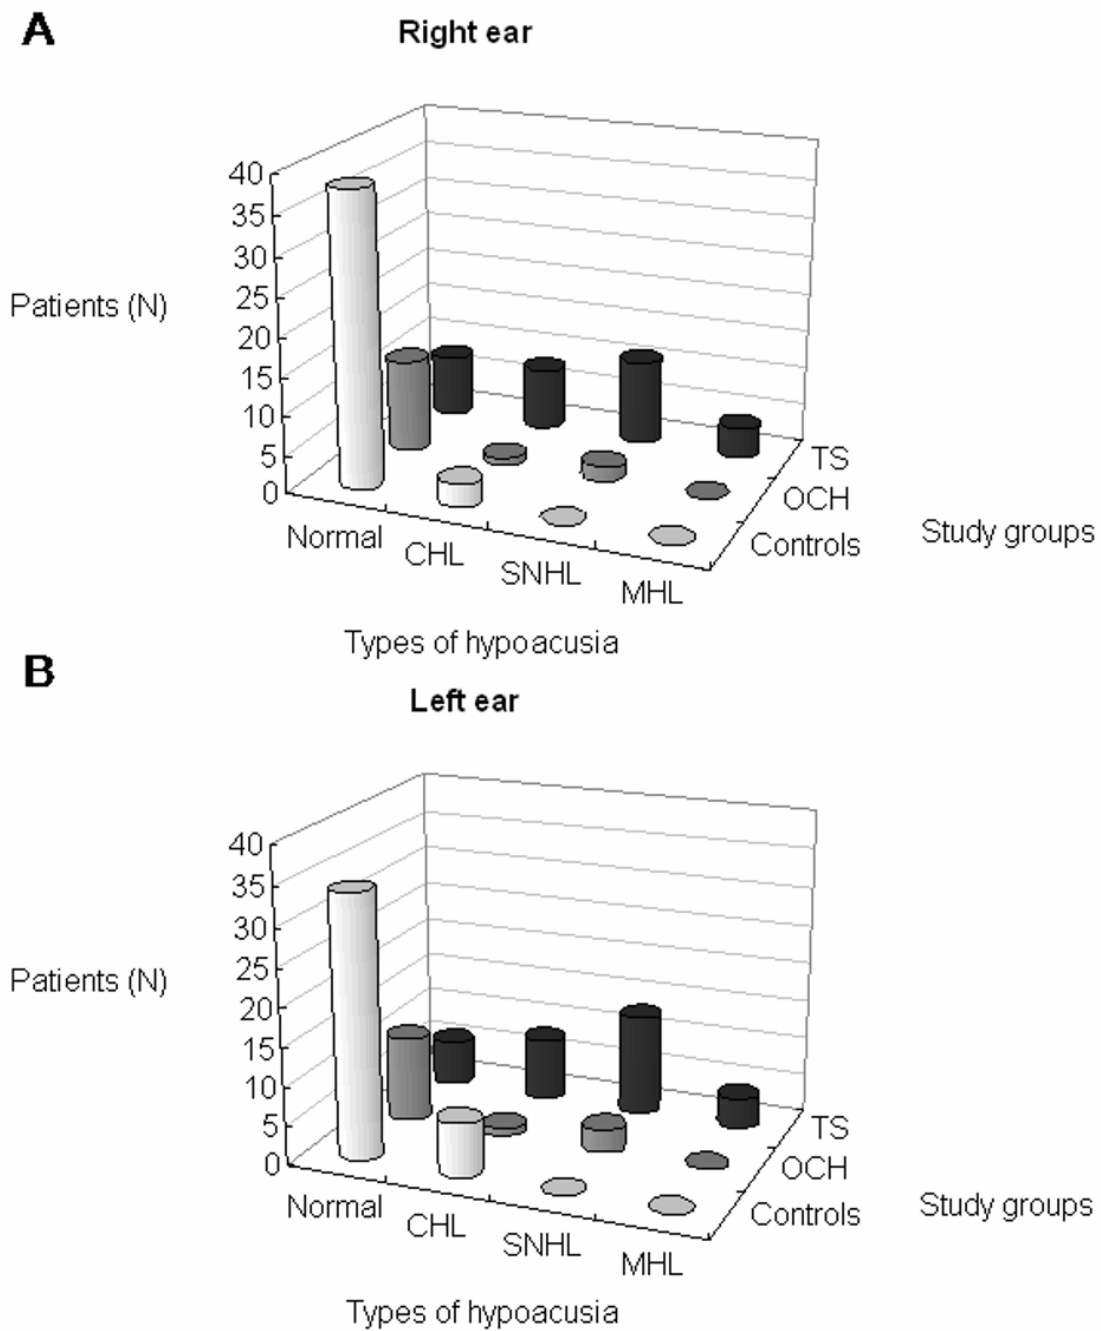 A
Right ear
40
35
30
25
20
15
10
5
0
Patients (N)
Normal
CHL
SNHL
MHL
TS
OCH
Controls
Study groups
Types of hypoacusia
B
Left ear
40
35
30
25
20
15
10
5
0
Patients (N)
Normal
CHL
SNHL
MHL
TS
OCH
Controls
Study groups
Types of hypoacusia